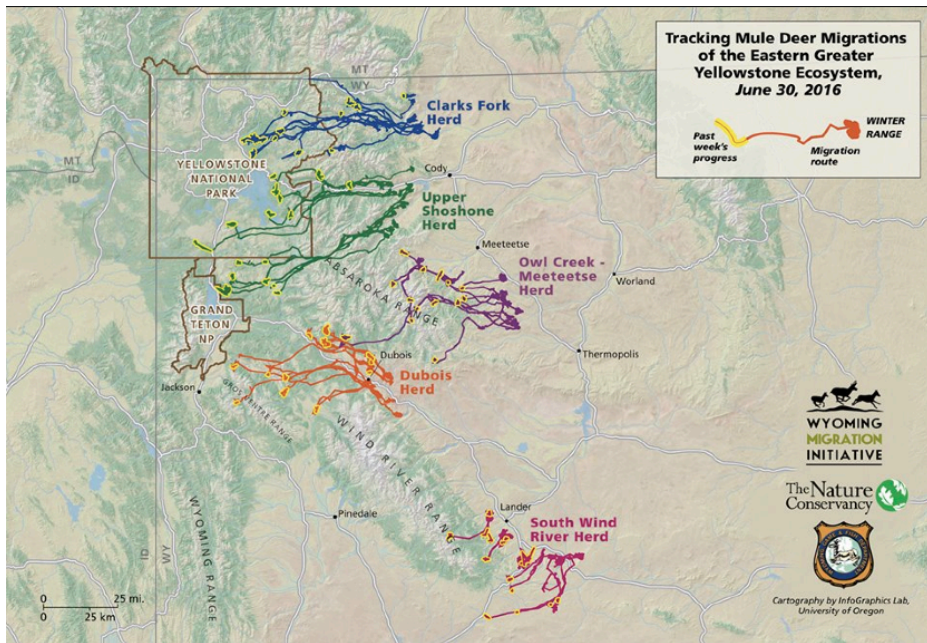 Tracking Mule Deer Migrations
of the Eastern Greater
Yellowstone Ecosystem,
June 30, 2016
Past
week's
progress
Migration
route
WINTER
RANGE
MT
WY
Clarks Fork
Herd
MT
ID
YELLOWSTONE
NATIONAL
PARK
Cody
Upper
Shoshone
Herd
Meeteetse
Owl Creek -
Meeteetse
Herd
Worland
ABSAROKA RANGE
GRAND
TETON
NP
Thermopolis
Dubois
Dubois
Herd
Jackson
GROS VENTRE RANGE
WIND RIVER RANGE
WYOMING RANGE
Pinedale
Lander
South Wind
River Herd
ID
WY
0 25 mi.
0 25 km
WYOMING
MIGRATION
INITIATIVE
The Nature
Conservancy
Cartography by InfoGraphics Lab,
University of Oregon